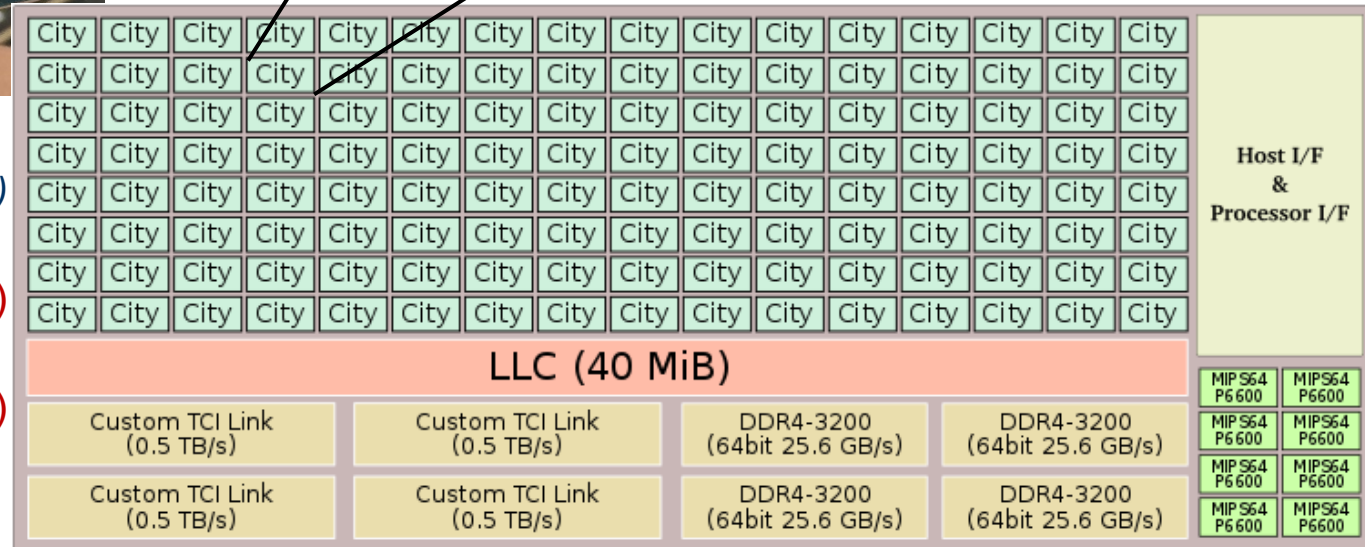 City City City City City City City City City City City City City City City City
City City City City City City City City City City City City City City City City
City City City City City City City City City City City City City City City City
City City City City City City City City City City City City City City City City
City City City City City City City City City City City City City City City City
City City City City City City City City City City City City City City City City
City City City City City City City City City City City City City City City City
City City City City City City City City City City City City City City City City
Host I/F
&
Processor I/F
LLC (40 MiB)
Custom TCI Link
(0.5 TB/s)
Custom TCI Link
(0.5 TB/s)
DDR4-3200
(64bit 25.6 GB/s)
DDR4-3200
(64bit 25.6 GB/s)
Custom TCI Link
(0.5 TB/s)
Custom TCI Link
(0.5 TB/s)
DDR4-3200
(64bit 25.6 GB/s)
DDR4-3200
(64bit 25.6 GB/s)
MIPS64 MIPS64
P6600 P6600
MIPS64 MIPS64
P6600 P6600
MIPS64 MIPS64
P6600 P6600
MIPS64 MIPS64
P6600 P6600